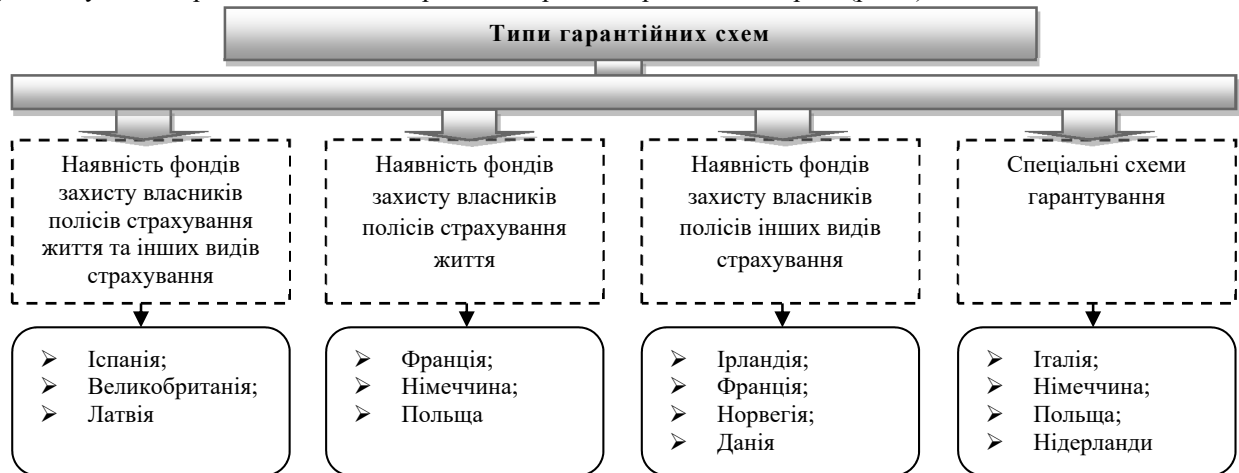 Типи гарантійних схем
Наявність фондів
захисту власників
полісів страхування
життя та інших видів
страхування
Наявність фондів
захисту власників
полісів страхування
життя
Наявність фондів
захисту власників
полісів інших видів
страхування
Спеціальні схеми
гарантування
➢ Іспанія;
➢ Великобританія;
➢ Латвія
➢ Франція;
➢ Німеччина;
➢ Польща
➢ Ірландія;
➢ Франція;
➢ Норвегія;
➢ Данія
➢ Італія;
➢ Німеччина;
➢ Польща;
➢ Нідерланди